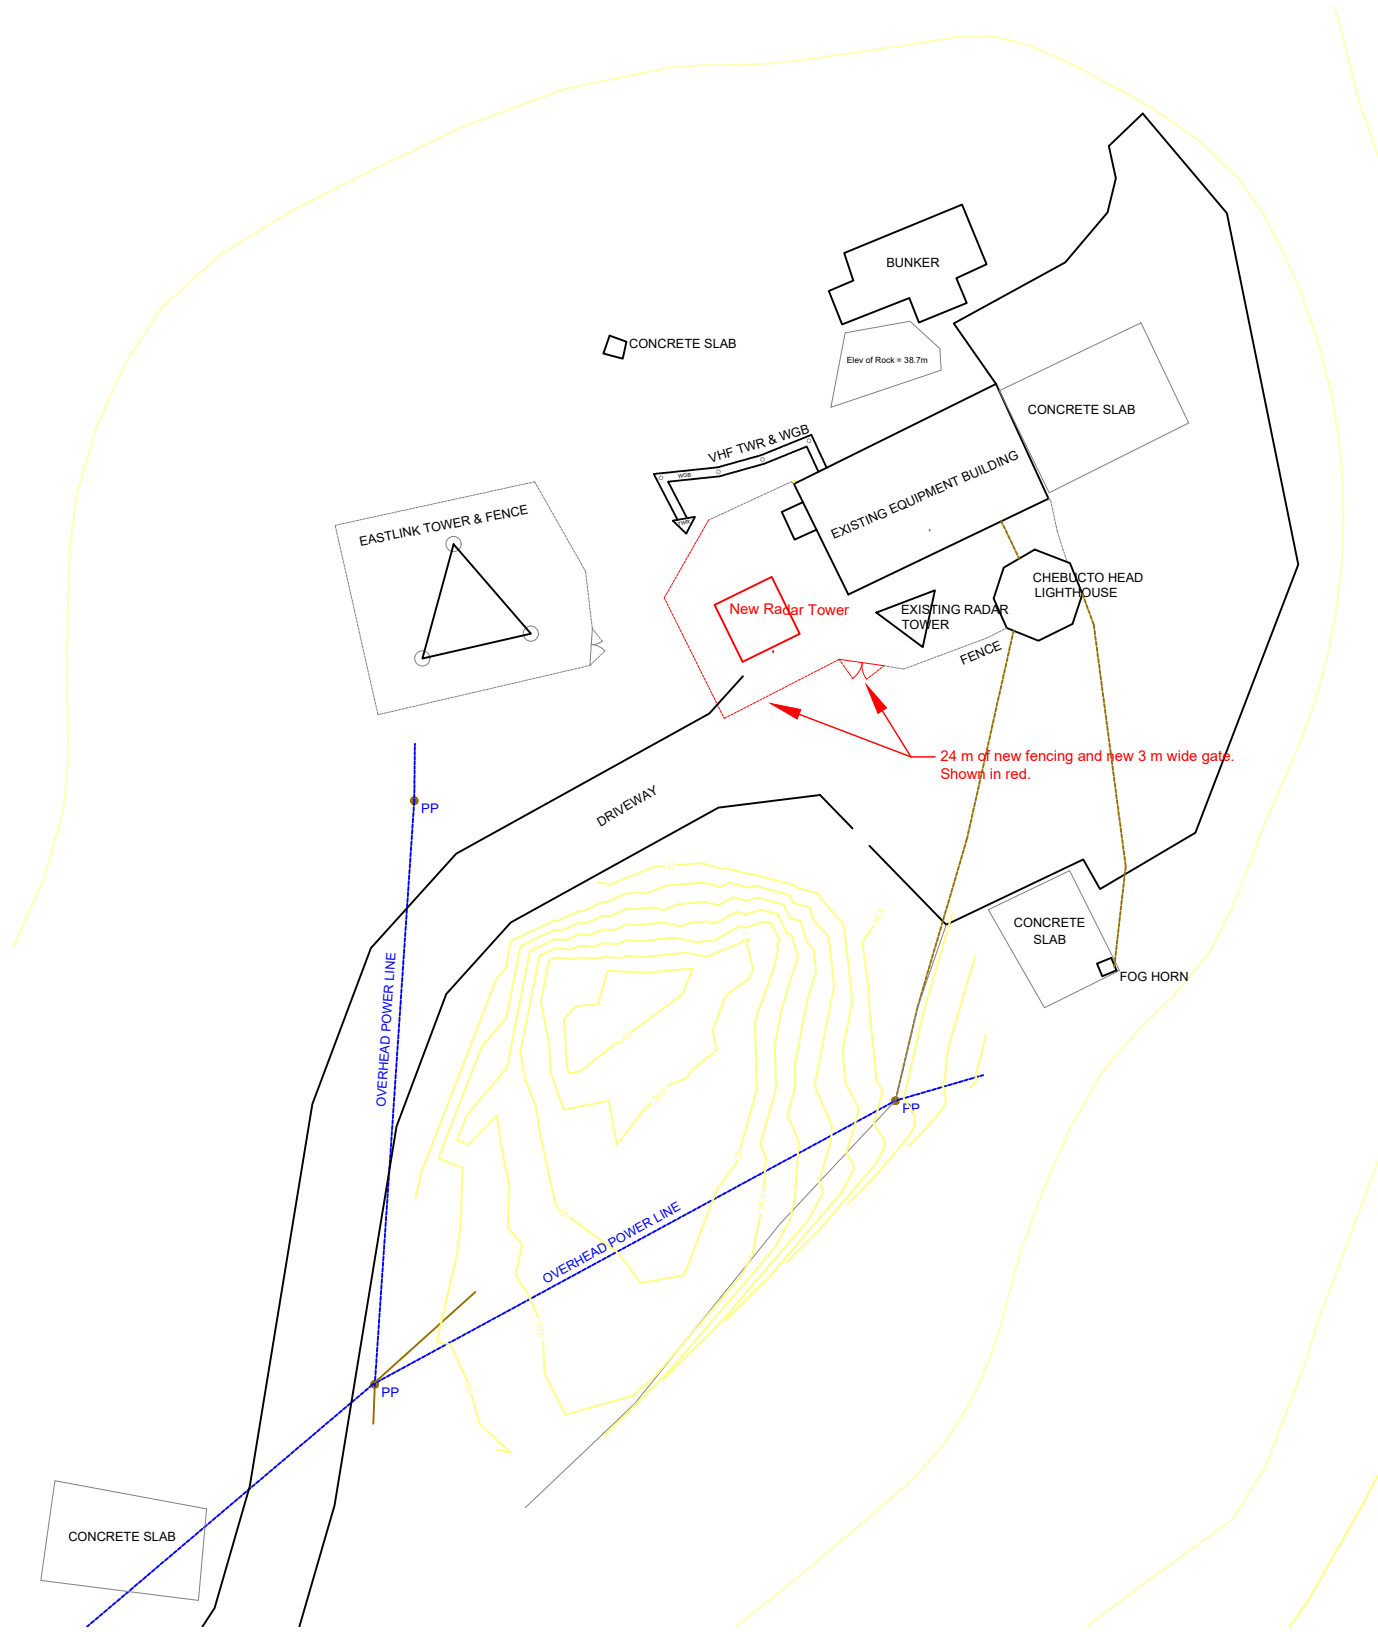 BUNKER
CONCRETE SLAB
Elev of Rock = 38.7m
CONCRETE SLAB
VHF TWR & WGB
WGB
TWR
EXISTING EQUIPMENT BUILDING
EASTLINK TOWER & FENCE
CHEBUCTO HEAD
LIGHTHOUSE
New Radar Tower
EXISTING RADAR
TOWER
FENCE
24 m of new fencing and new 3 m wide gate.
Shown in red.
DRIVEWAY
PP
CONCRETE
SLAB
FOG HORN
OVERHEAD POWER LINE
PP
OVERHEAD POWER LINE
PP
CONCRETE SLAB